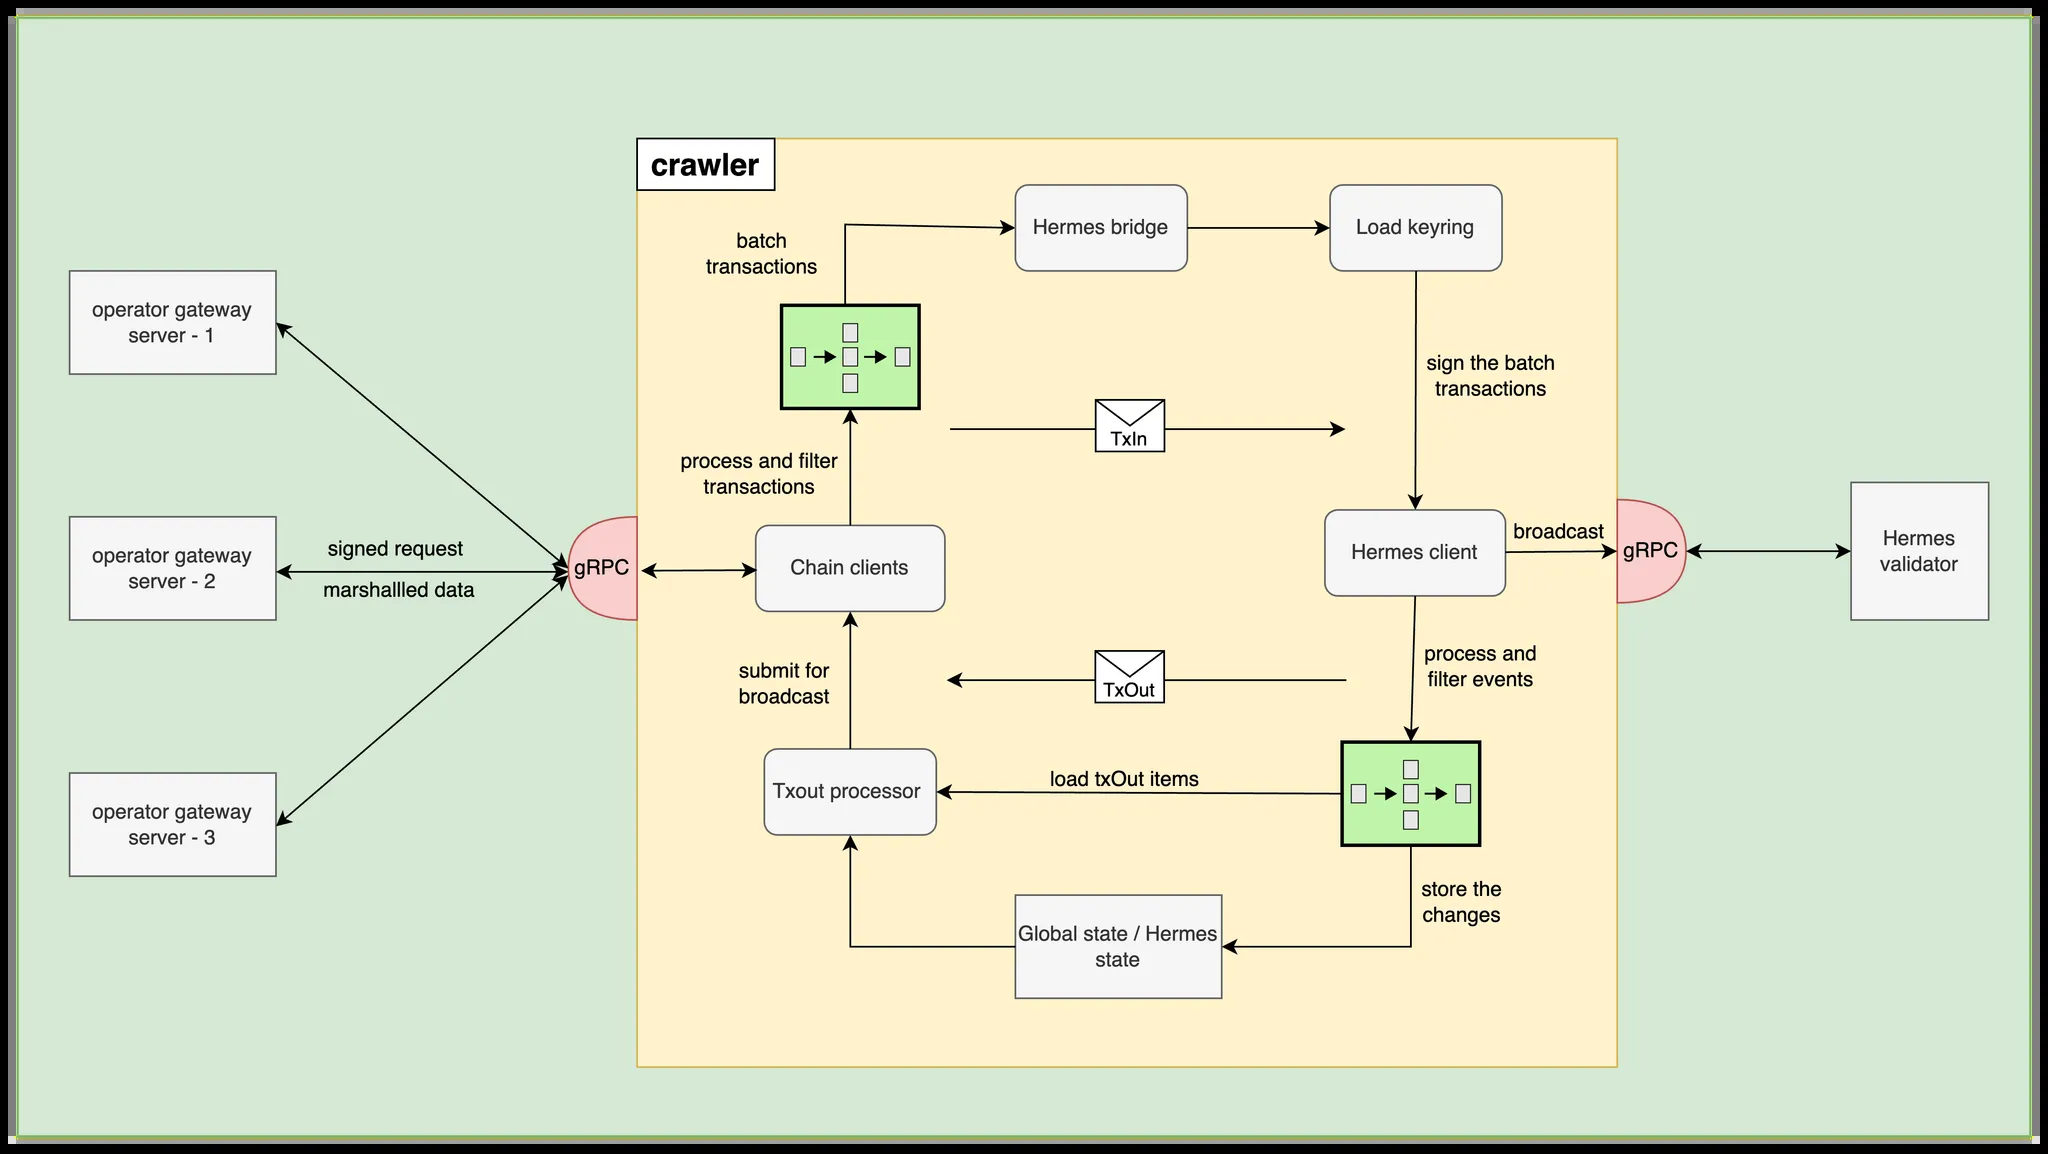 crawler
batch
transactions
Hermes bridge
Load keyring
operator gateway
server - 1
sign the batch
transactions
TxIn
process and filter
transactions
operator gateway
server - 2
signed request
marshallled data
gRPC
Chain clients
Hermes client
broadcast
gRPC
Hermes
validator
submit for
broadcast
TxOut
process and
filter events
operator gateway
server - 3
Txout processor
load txOut items
store the
changes
Global state / Hermes
state